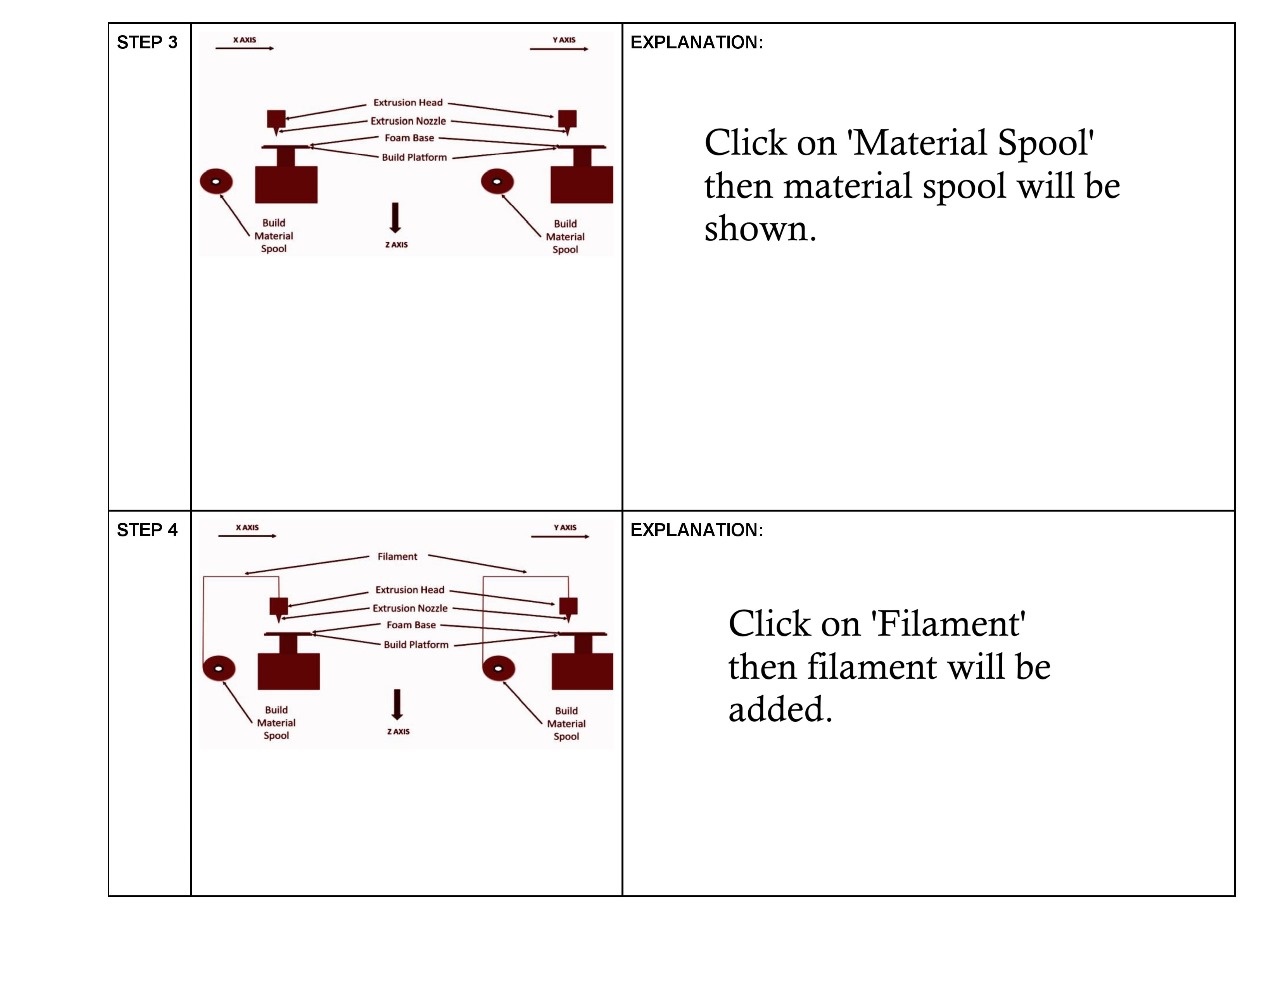 STEP 3
X AXIS
Y AXIS
Extrusion Head
Extrusion Nozzle
Foam Base
Build Platform
Build
Material
Spool
Z AXIS
Build
Material
Spool
EXPLANATION:
Click on 'Material Spool'
then material spool will be
shown.
STEP 4
X AXIS
Y AXIS
Filament
Extrusion Head
Extrusion Nozzle
Foam Base
Build Platform
Build
Material
Spool
Z AXIS
Build
Material
Spool
EXPLANATION:
Click on 'Filament'
then filament will be
added.